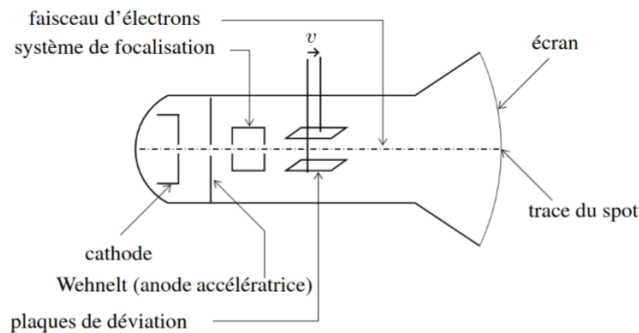 faisceau d’électrons
système de focalisation
v
écran
trace du spot
cathode
Wehnelt (anode accélératrice)
plaques de déviation